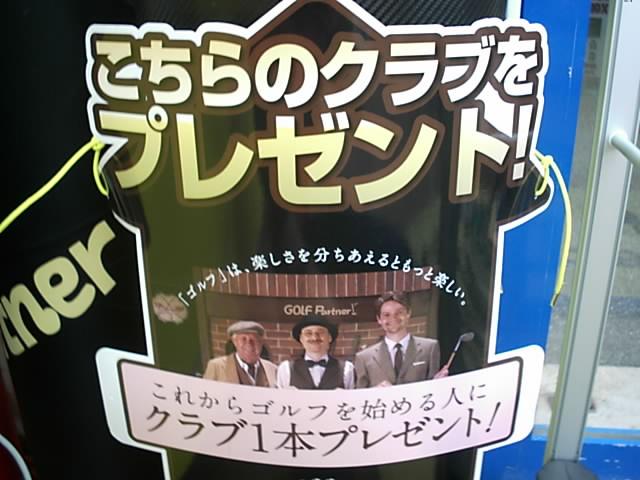 こちらのクラブを
プレゼント!
「ゴルフ」は、楽しさを分ちあえるともっと楽しい。
GOLF Partner
これからゴルフを始める人に
クラブ1本プレゼント!
tner